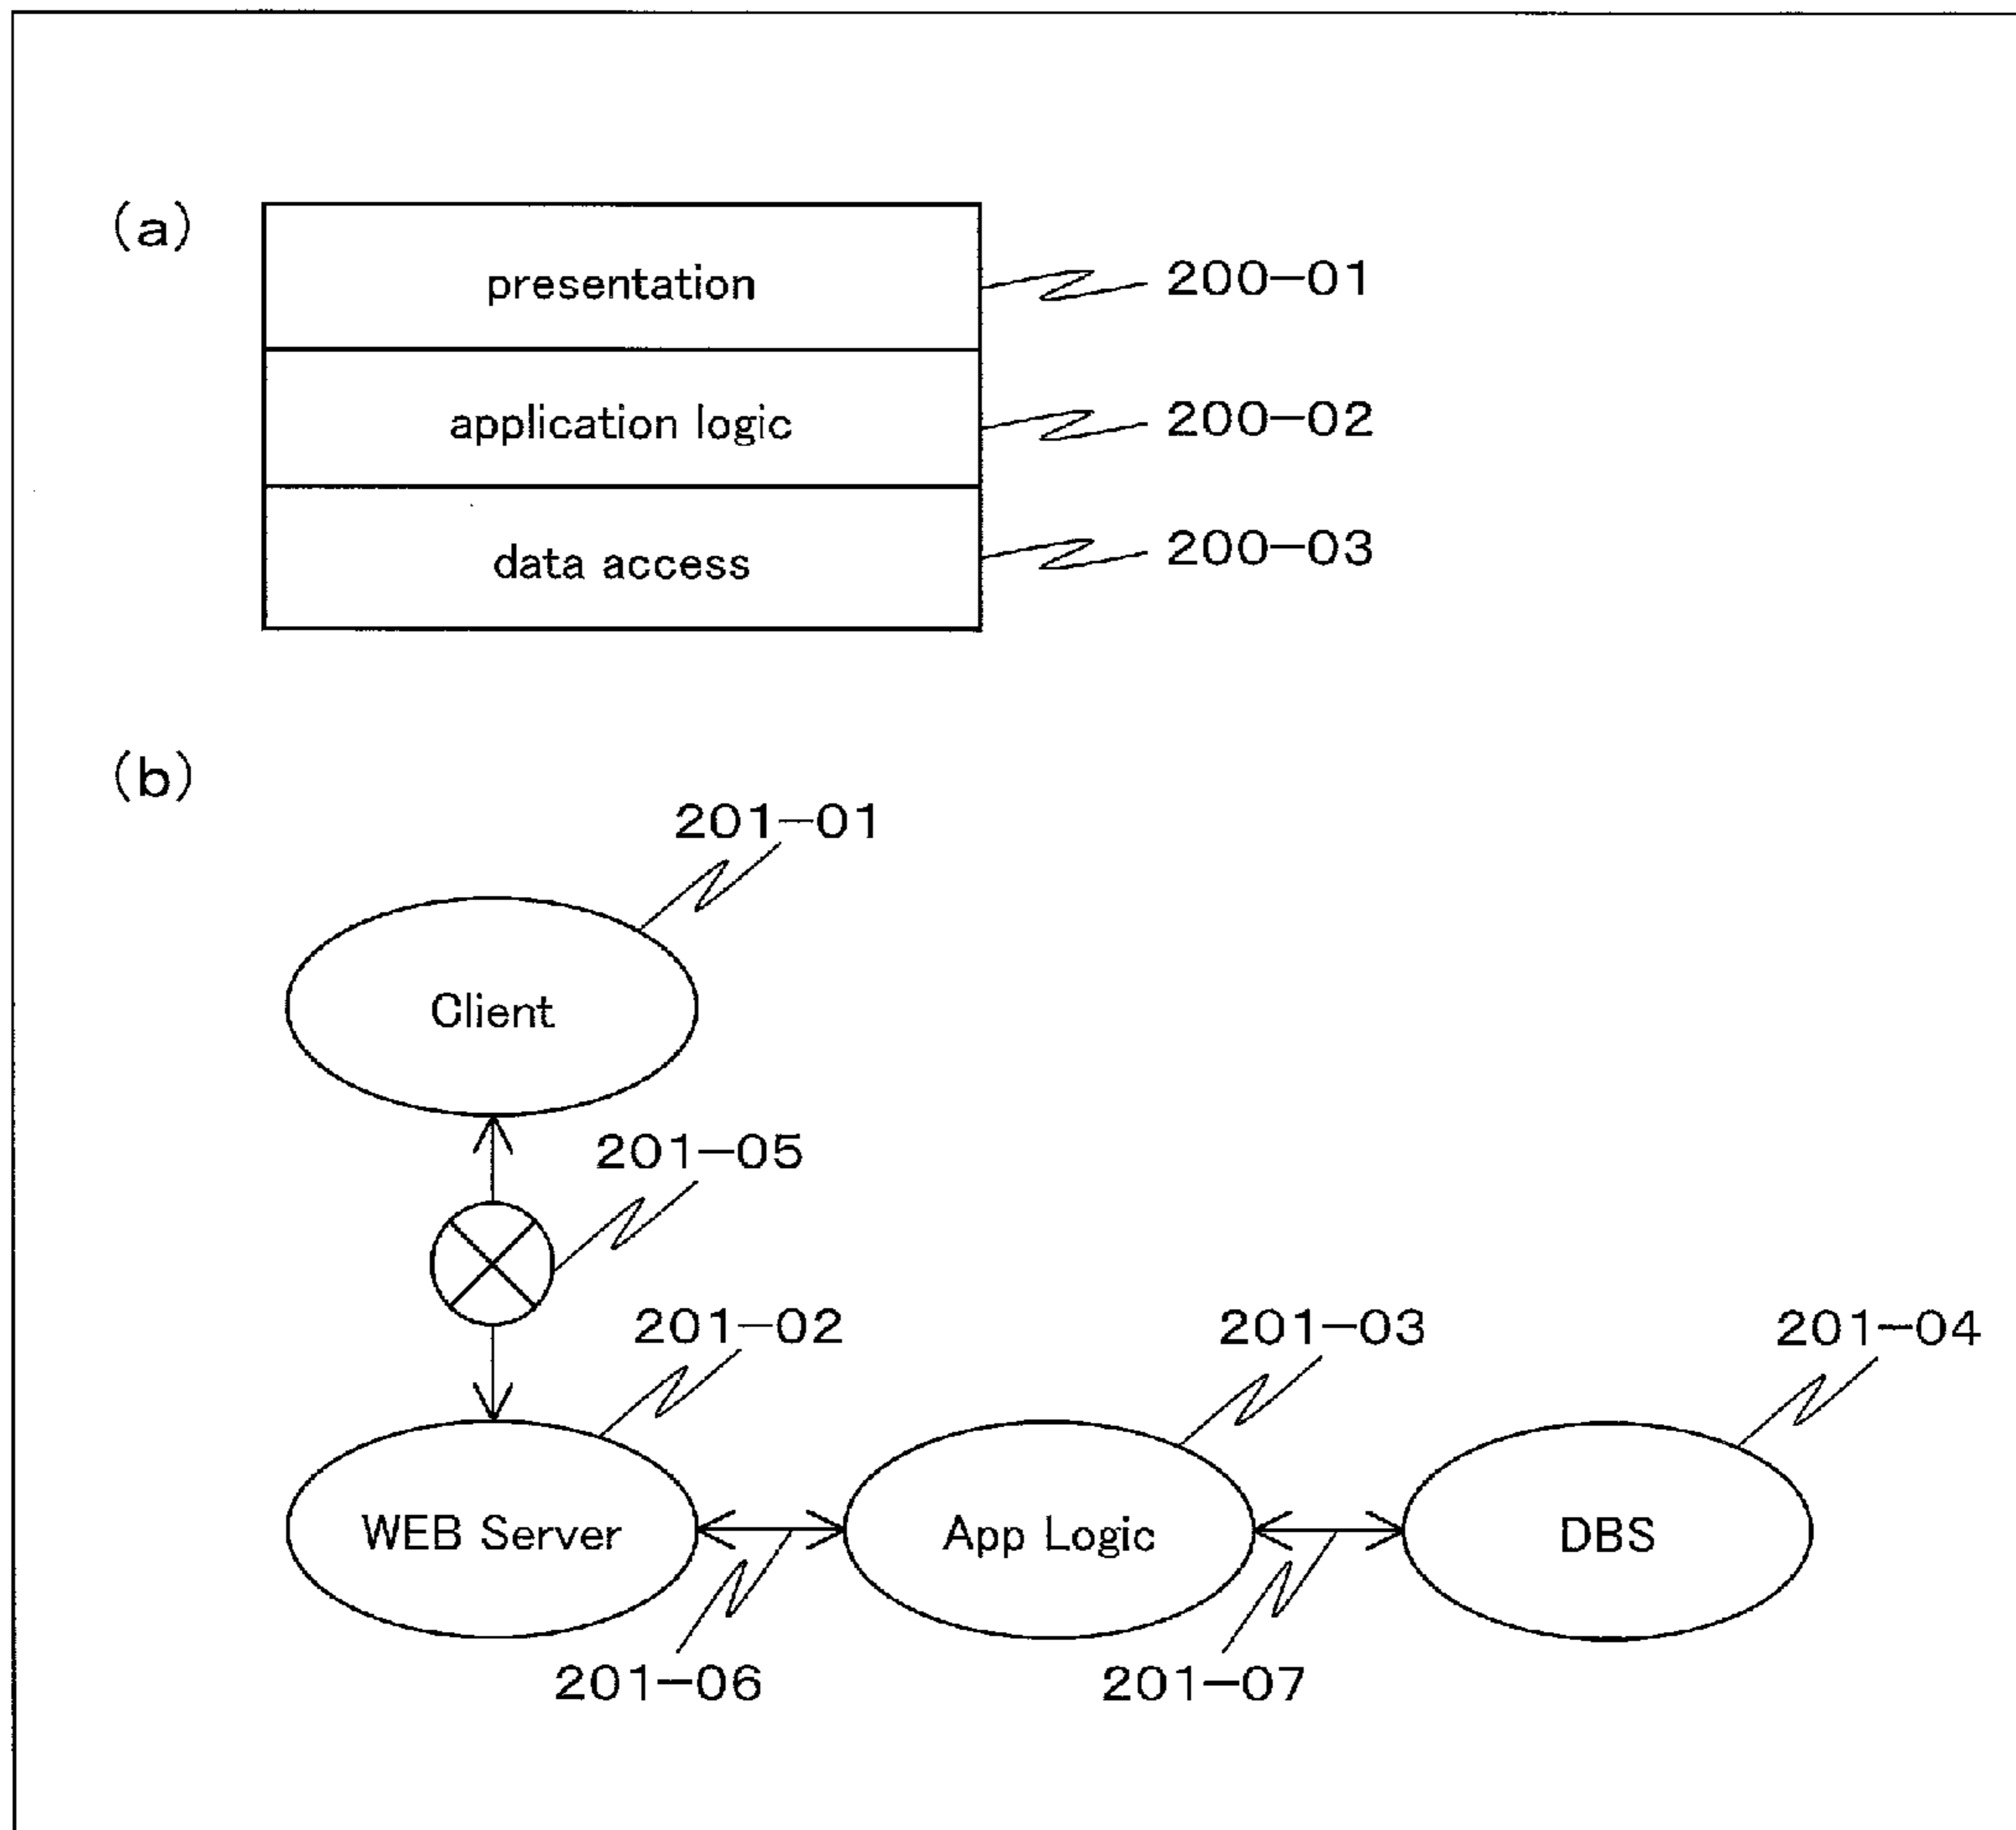 (a)
presentation
200-01
application logic
200-02
data access
200-03
(b)
201-01
Client
201-05
201-02
201-03
201-04
WEB Server
App Logic
DBS
201-06
201-07